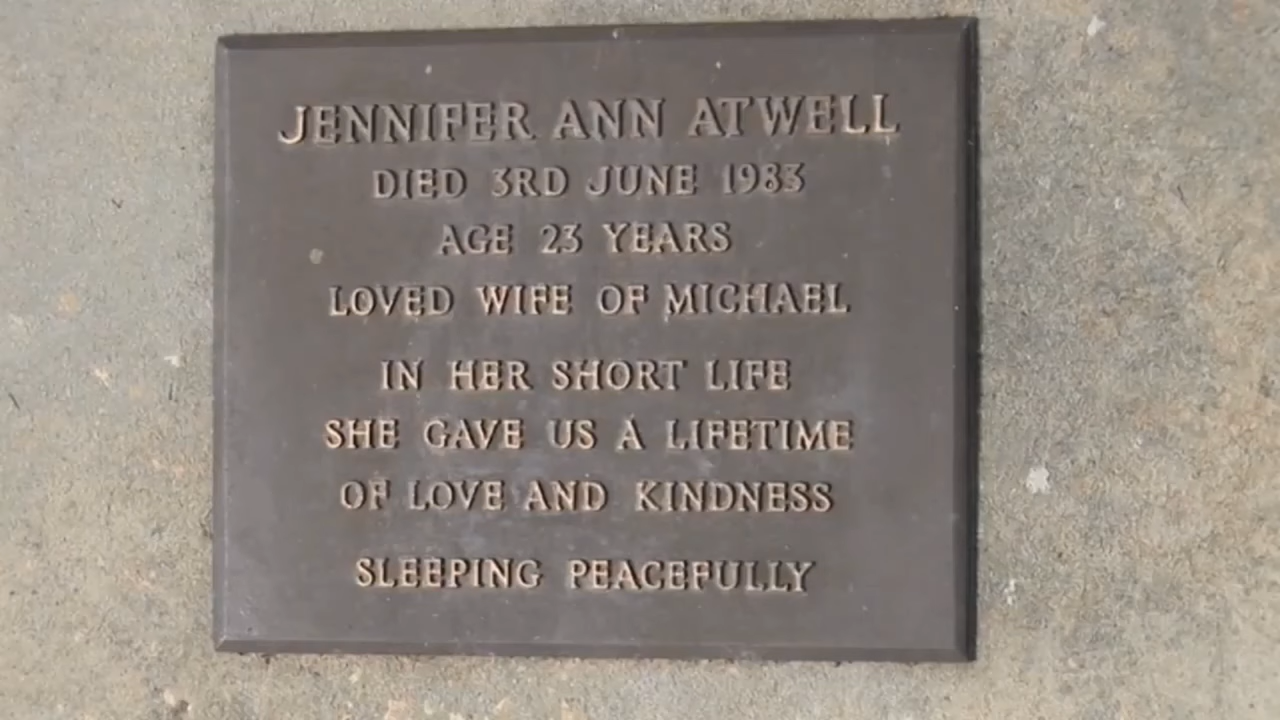 JENNIFER ANN ATWELL
DIED 3RD JUNE 1983
AGE 23 YEARS
LOVED WIFE OF MICHAEL
IN HER SHORT LIFE
SHE GAVE US A LIFETIME
OF LOVE AND KINDNESS
SLEEPING PEACEFULLY